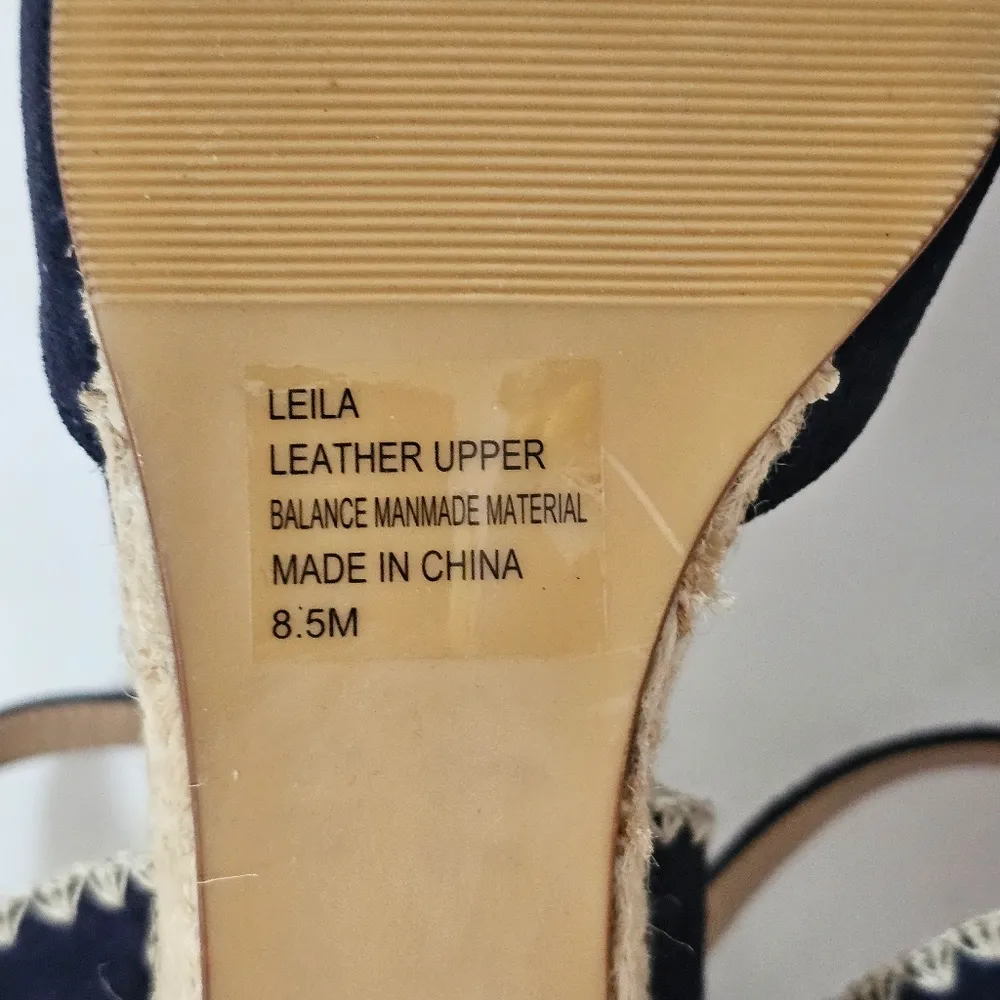 LEILA
LEATHER UPPER
BALANCE MANMADE MATERIAL
MADE IN CHINA
8.5M